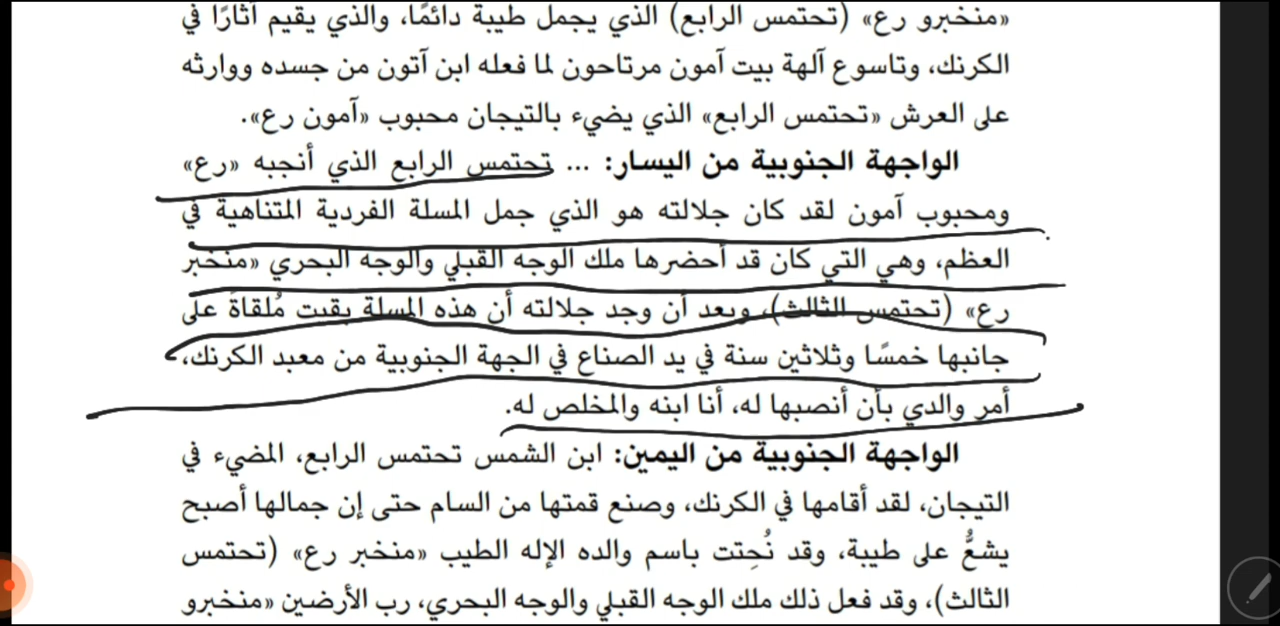 «منخبرو رع» (تحتمس الرابع) الذي يجمل طيبة دائمًا، والذي يقيم آثارًا في
الكرنك، وتاسوع آلهة بيت آمون مرتاحون لما فعله ابن آتون من جسده ووارثه
على العرش «تحتمس الرابع» الذي يضيء بالتيجان محبوب «آمون رع».
الواجهة الجنوبية من اليسار: ... تحتمس الرابع الذي أنجبه «رع»
ومحبوب آمون لقد كان جلالته هو الذي جمل المسلة الفردية المتناهية في
العظم، وهي التي كان قد أحضرها ملك الوجه القبلي والوجه البحري «منخبر
رع» (تحتمس الثالث)، وبعد أن وجد جلالته أن هذه المسلة بقيت مُلقاةً على
جانبها خمسًا وثلاثين سنة في يد الصناع في الجهة الجنوبية من معبد الكرنك،
أمر والدي بأن أنصبها له، أنا ابنه والمخلص له.
الواجهة الجنوبية من اليمين: ابن الشمس تحتمس الرابع، المضيء في
التيجان، لقد أقامها في الكرنك، وصنع قمتها من السام حتى إن جمالها أصبح
يشعُّ على طيبة، وقد نُحِتت باسم والده الإله الطيب «منخبر رع» (تحتمس
الثالث)، وقد فعل ذلك ملك الوجه القبلي والوجه البحري، رب الأرضين «منخبرو